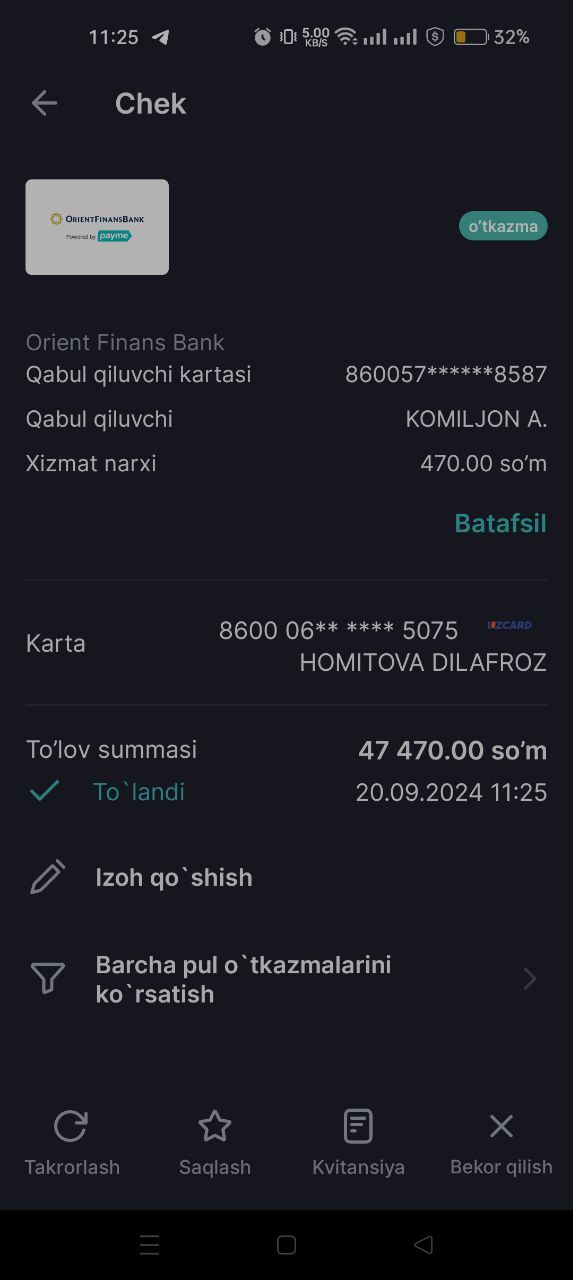 11:25 5.00 KB/S 32%
Chek
ORIENTFINANSBANK
Powered by payme
o‘tkazma
Orient Finans Bank
Qabul qiluvchi kartasi 860057******8587
Qabul qiluvchi KOMILJON A.
Xizmat narxi 470.00 so‘m
Batafsil
Karta 8600 06** **** 5075 UZCARD
HOMITOVA DILAFROZ
To‘lov summasi 47 470.00 so‘m
To`landi 20.09.2024 11:25
Izoh qo`shish
Barcha pul o`tkazmalarini
ko`rsatish
Takrorlash Saqlash Kvitansiya Bekor qilish